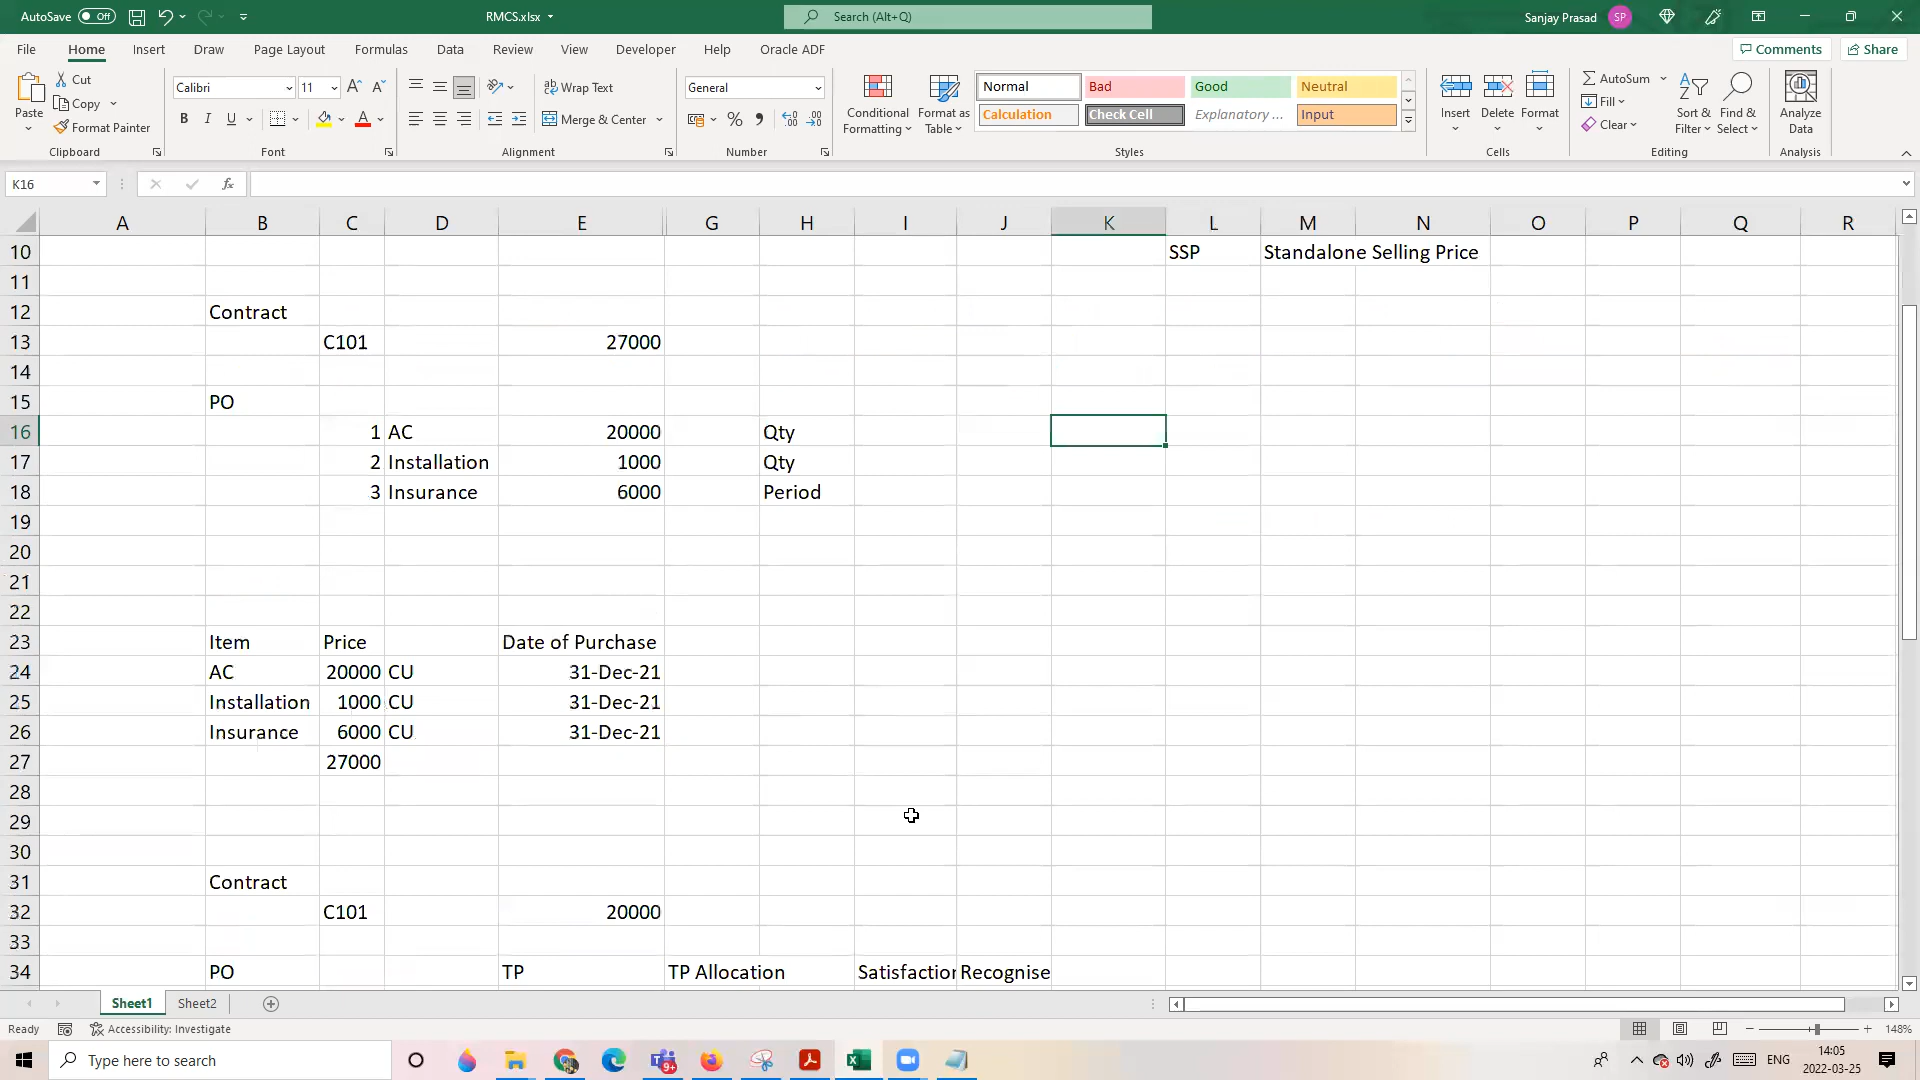 AutoSave Off RMCS.xlsx Search (Alt+Q) Sanjay Prasad SP
File Home Insert Draw Page Layout Formulas Data Review View Developer Help Oracle ADF Comments Share
Paste Cut Copy Format Painter Clipboard
Calibri 11 B I U Font
Wrap Text Merge & Center Alignment
General Number
Conditional Formatting Format as Table
Normal Bad Good Neutral
Calculation Check Cell Explanatory ... Input
Styles
Insert Delete Format Cells
AutoSum Fill Clear Sort & Filter Find & Select Editing
Analyze Data Analysis
K16 fx
A B C D E G H I J K L M N O P Q R
10 SSP Standalone Selling Price
11
12 Contract
13 C101 27000
14
15 PO
16 1 AC 20000 Qty
17 2 Installation 1000 Qty
18 3 Insurance 6000 Period
19
20
21
22
23 Item Price Date of Purchase
24 AC 20000 CU 31-Dec-21
25 Installation 1000 CU 31-Dec-21
26 Insurance 6000 CU 31-Dec-21
27 27000
28
29
30
31 Contract
32 C101 20000
33
34 PO TP TP Allocation Satisfaction Recognise
Sheet1 Sheet2
Ready Accessibility: Investigate 148%
Type here to search 9+ ENG 14:05
2022-03-25